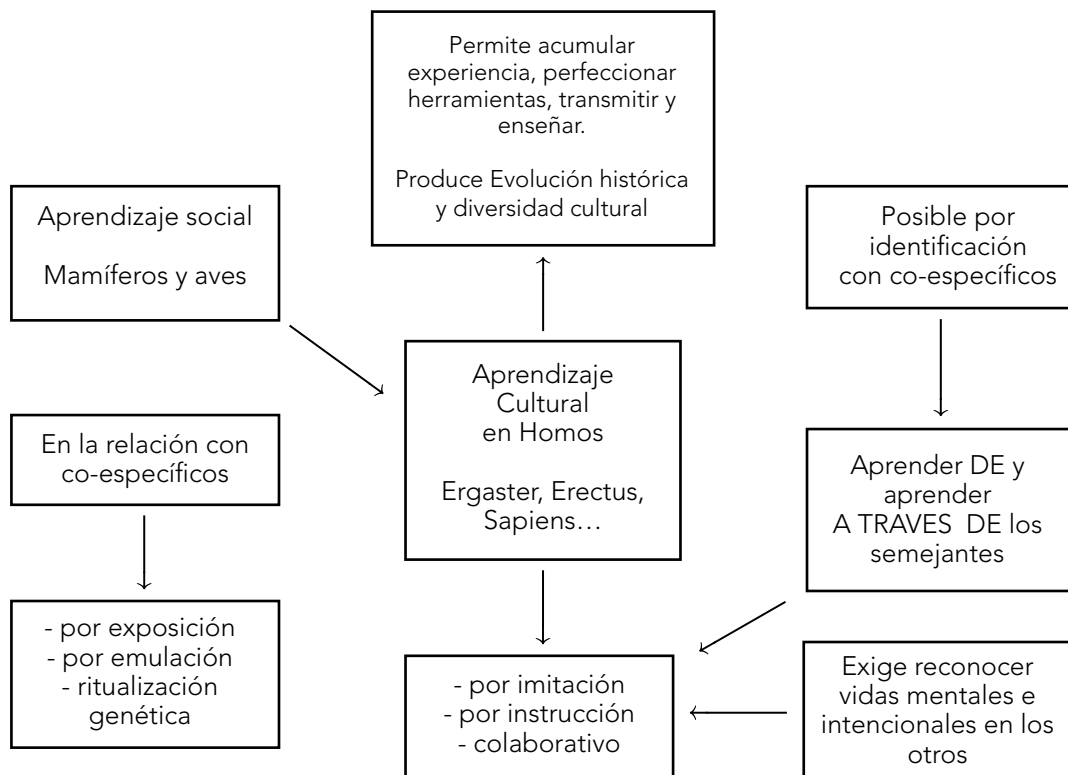 Permite acumular
experiencia, perfeccionar
herramientas, transmitir y
enseñar.
Produce Evolución histórica
y diversidad cultural
Aprendizaje social
Mamíferos y aves
Posible por
identificación
con co-específicos
Aprendizaje
Cultural
en Homos
Ergaster, Erectus,
Sapiens…
En la relación con
co-específicos
Aprender DE y
aprender
A TRAVES DE los
semejantes
- por exposición
- por emulación
- ritualización
genética
- por imitación
- por instrucción
- colaborativo
Exige reconocer
vidas mentales e
intencionales en los
otros